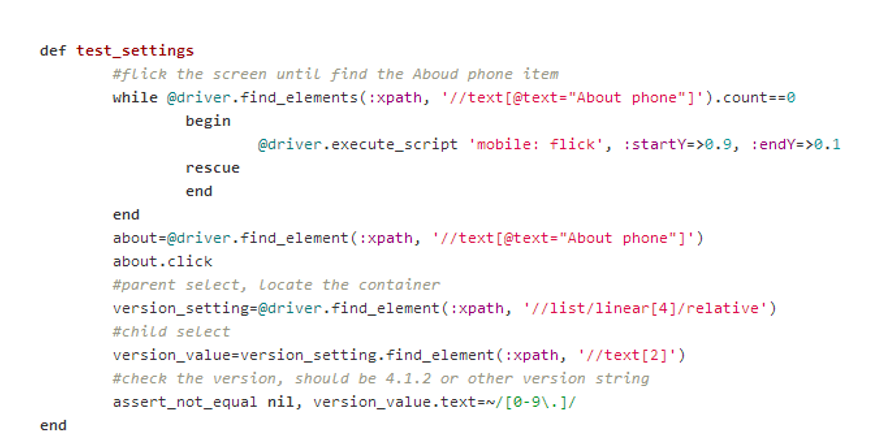 def test_settings
#flick the screen until find the Aboud phone item
while @driver.find_elements(:xpath, '//text[@text="About phone"]').count==0
begin
@driver.execute_script 'mobile: flick', :startY=>0.9, :endY=>0.1
rescue
end
end
about=@driver.find_element(:xpath, '//text[@text="About phone"]')
about.click
#parent select, locate the container
version_setting=@driver.find_element(:xpath, '//list/linear[4]/relative')
#child select
version_value=version_setting.find_element(:xpath, '//text[2]')
#check the version, should be 4.1.2 or other version string
assert_not_equal nil, version_value.text=~/[0-9\.]/
end